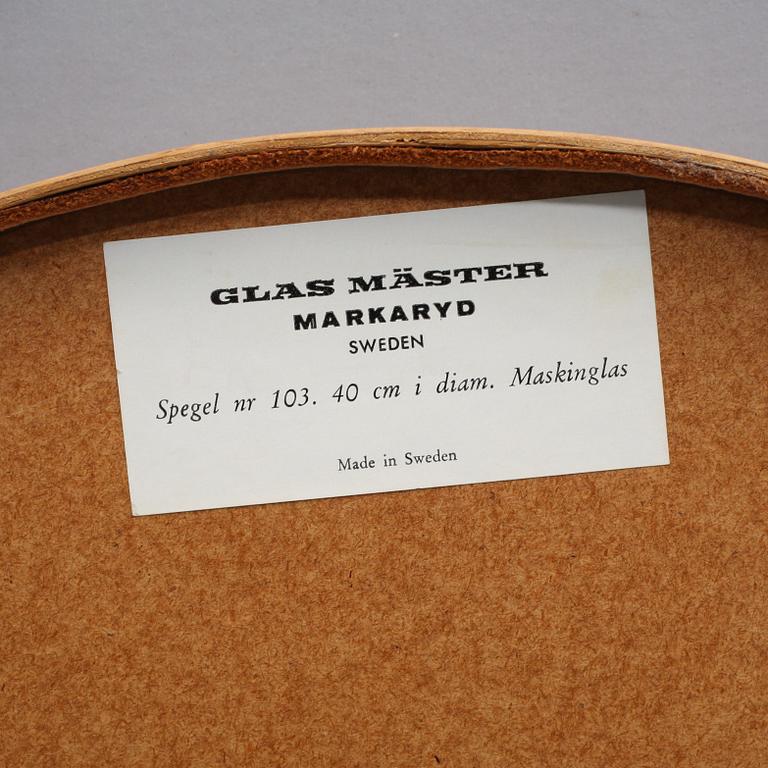 GLAS MÄSTER
MARKARYD
SWEDEN
Spegel nr 103. 40 cm i diam. Maskinglas
Made in Sweden